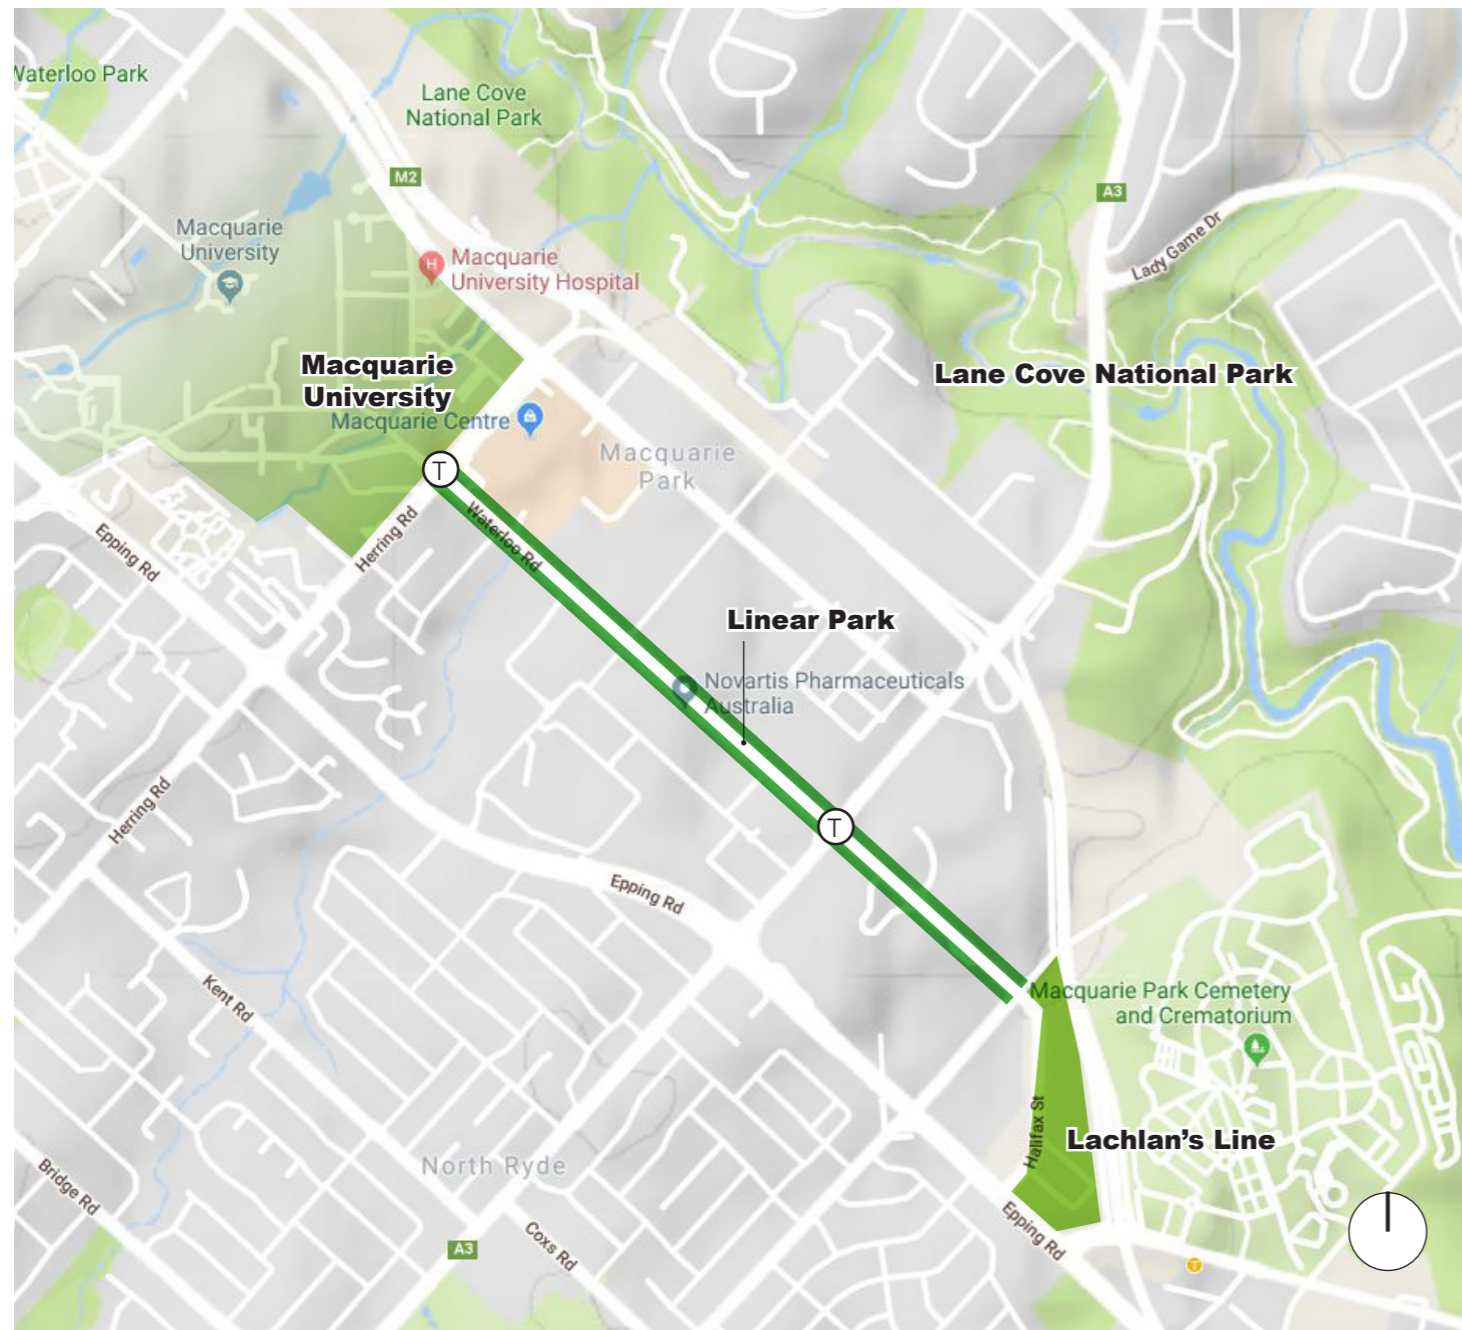 Waterloo Park
Lane Cove
National Park
M2
A3
Macquarie
University
H
Macquarie
University Hospital
Lady Game Dr
Macquarie
University
Lane Cove National Park
Macquarie Centre
Macquarie
Park
T
Waterloo Rd
Herring Rd
Epping Rd
Linear Park
Novartis Pharmaceuticals
Australia
Herring Rd
T
Epping Rd
Kent Rd
Macquarie Park Cemetery
and Crematorium
Halifax St
Lachlan's Line
North Ryde
Bridge Rd
Epping Rd
Coxs Rd
A3
T